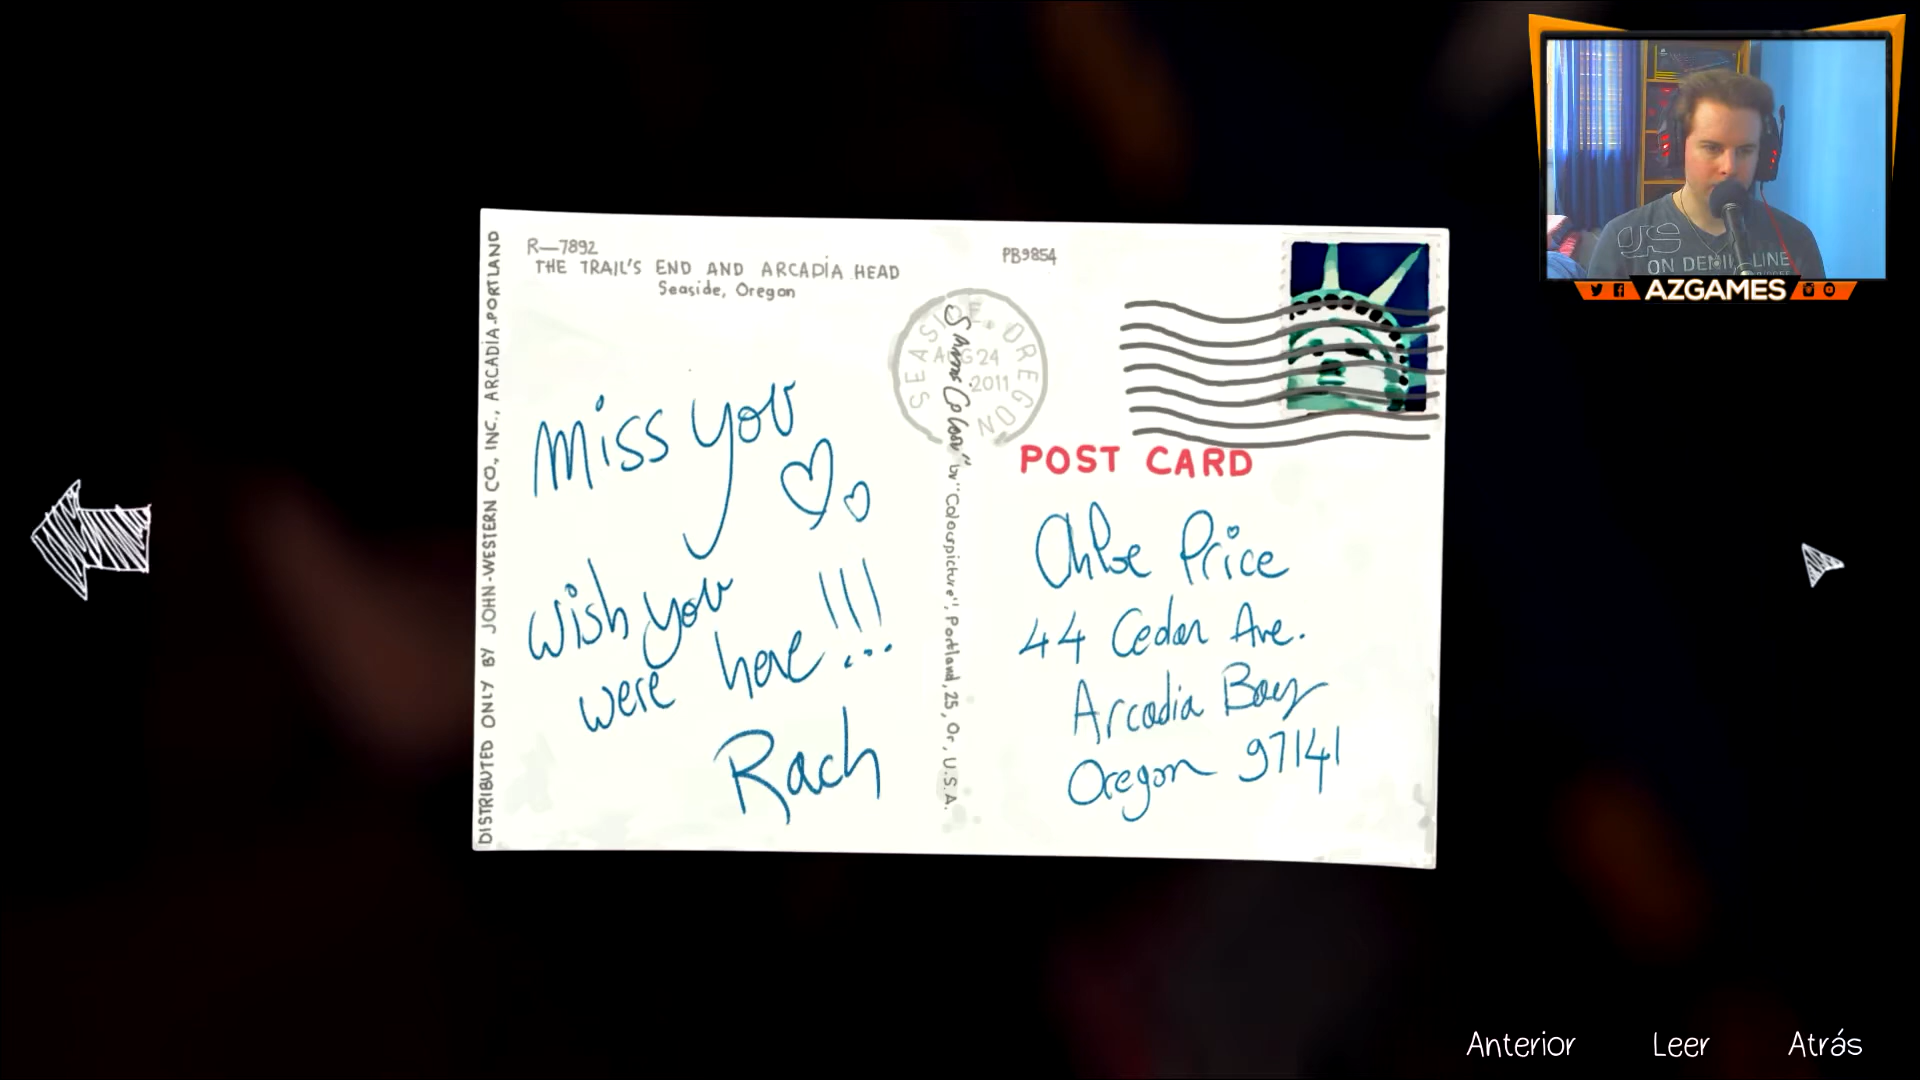 R—7892
THE TRAIL'S END AND ARCADIA HEAD
Seaside, Oregon
DISTRIBUTED ONLY BY JOHN-WESTERN CO., INC., ARCADIA-PORTLAND
miss you
wish you
were here!!!...
Rach
SEASIDE. OREGON
AUG 24
2011
by "Colourpicture", Portland, 25, Or, U.S.A.
PB9854
POST CARD
Chloe Price
44 Cedar Ave.
Arcadia Bay
Oregon 97141
ON DEMI LINE
AZGAMES
Anterior
Leer
Atrás